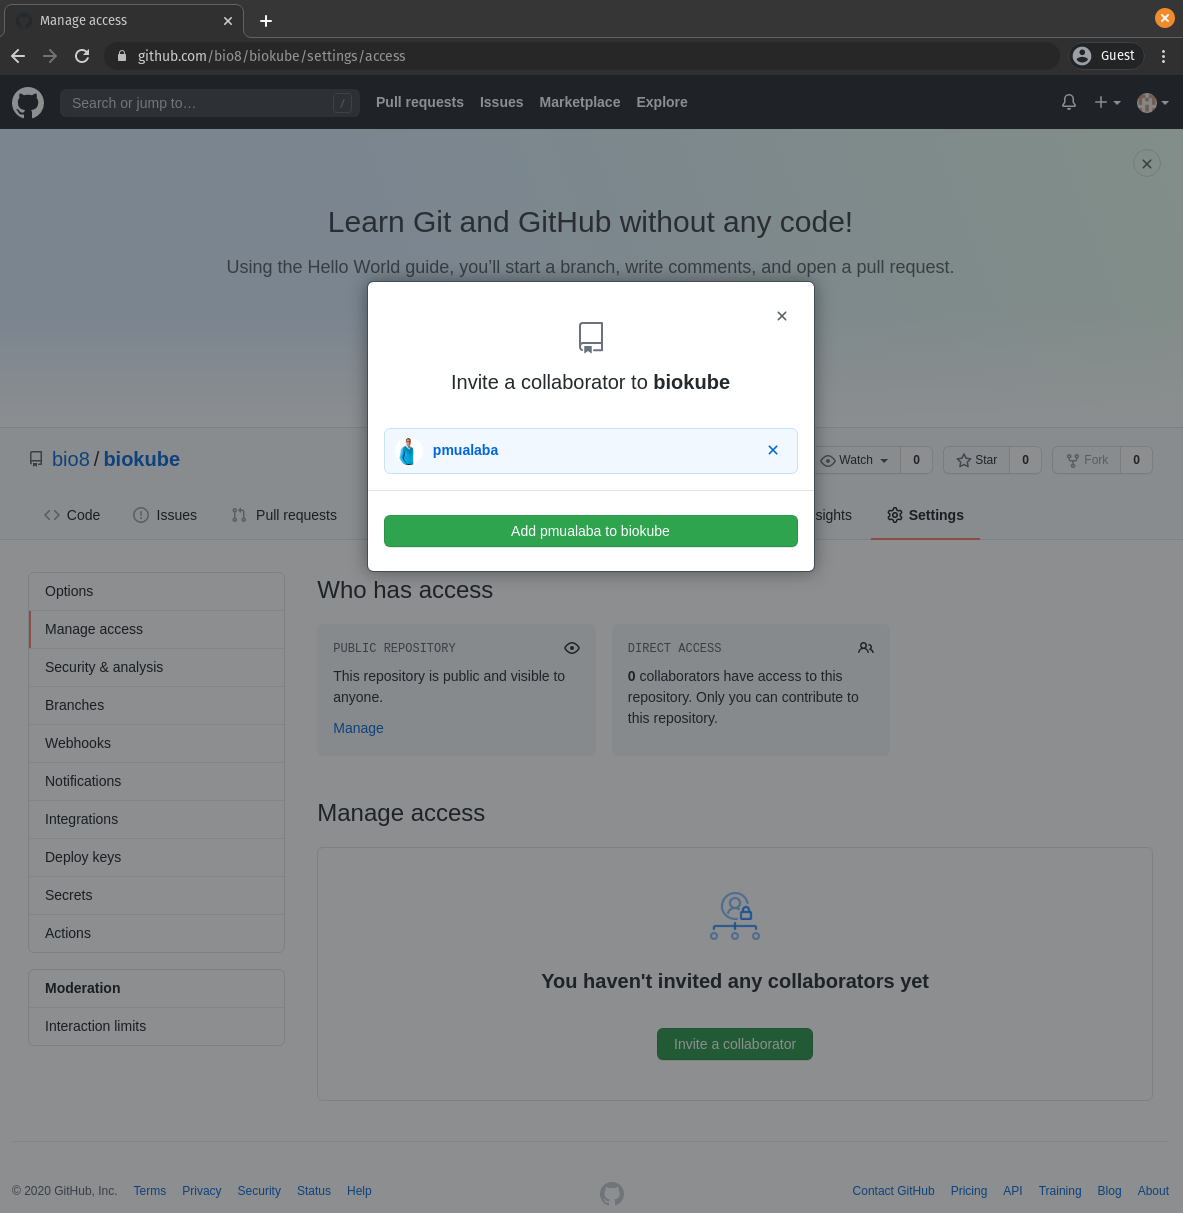 Manage access
github.com/bio8/biokube/settings/access
Guest
Search or jump to…
/
Pull requests
Issues
Marketplace
Explore
Learn Git and GitHub without any code!
Using the Hello World guide, you’ll start a branch, write comments, and open a pull request.
Invite a collaborator to biokube
pmualaba
Add pmualaba to biokube
bio8 / biokube
Watch 0
Star 0
Fork 0
Code
Issues
Pull requests
sights
Settings
Options
Manage access
Security & analysis
Branches
Webhooks
Notifications
Integrations
Deploy keys
Secrets
Actions
Moderation
Interaction limits
Who has access
PUBLIC REPOSITORY
This repository is public and visible to
anyone.
Manage
DIRECT ACCESS
0 collaborators have access to this
repository. Only you can contribute to
this repository.
Manage access
You haven't invited any collaborators yet
Invite a collaborator
© 2020 GitHub, Inc.
Terms
Privacy
Security
Status
Help
Contact GitHub
Pricing
API
Training
Blog
About